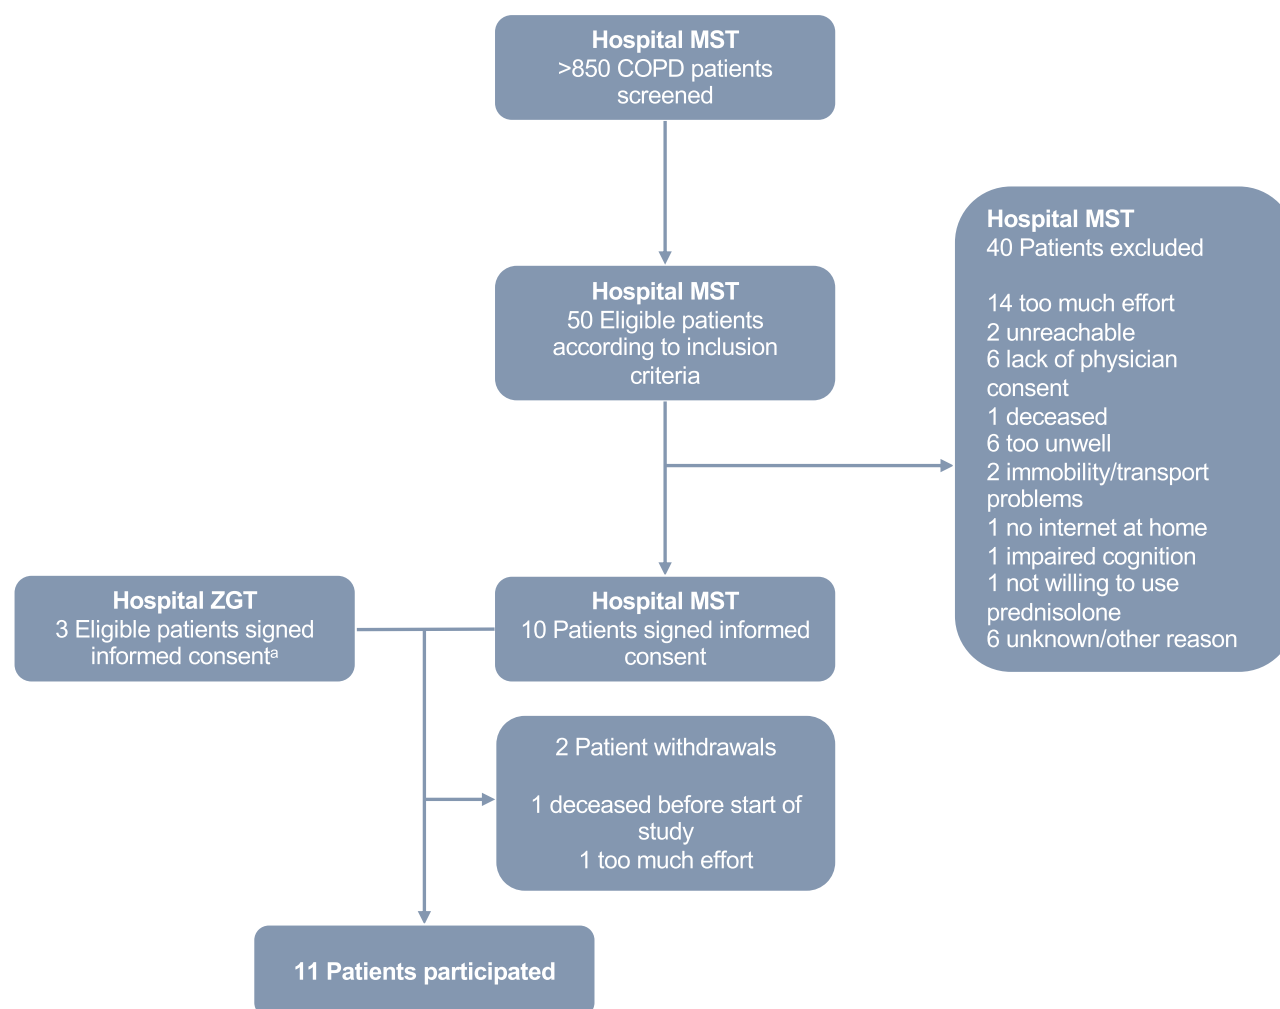 Hospital MST
>850 COPD patients
screened
Hospital MST
50 Eligible patients
according to inclusion
criteria
Hospital MST
40 Patients excluded
14 too much effort
2 unreachable
6 lack of physician
consent
1 deceased
6 too unwell
2 immobility/transport
problems
1 no internet at home
1 impaired cognition
1 not willing to use
prednisolone
6 unknown/other reason
Hospital ZGT
3 Eligible patients signed
informed consentᵃ
Hospital MST
10 Patients signed informed
consent
2 Patient withdrawals
1 deceased before start of
study
1 too much effort
11 Patients participated